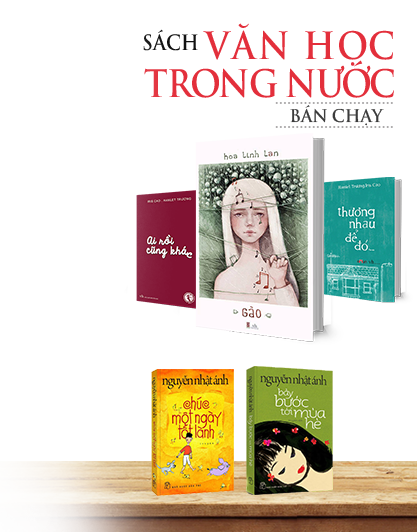 SÁCH VĂN HỌC
TRONG NƯỚC
BÁN CHẠY
hoa linh lan
thương
nhau
để
đó...
Ai rồi
cũng khác
GÀO
nguyễn nhật ánh
chúc
một ngày
tốt lành
nguyễn nhật ánh
bảy
bước
tới mùa
hè